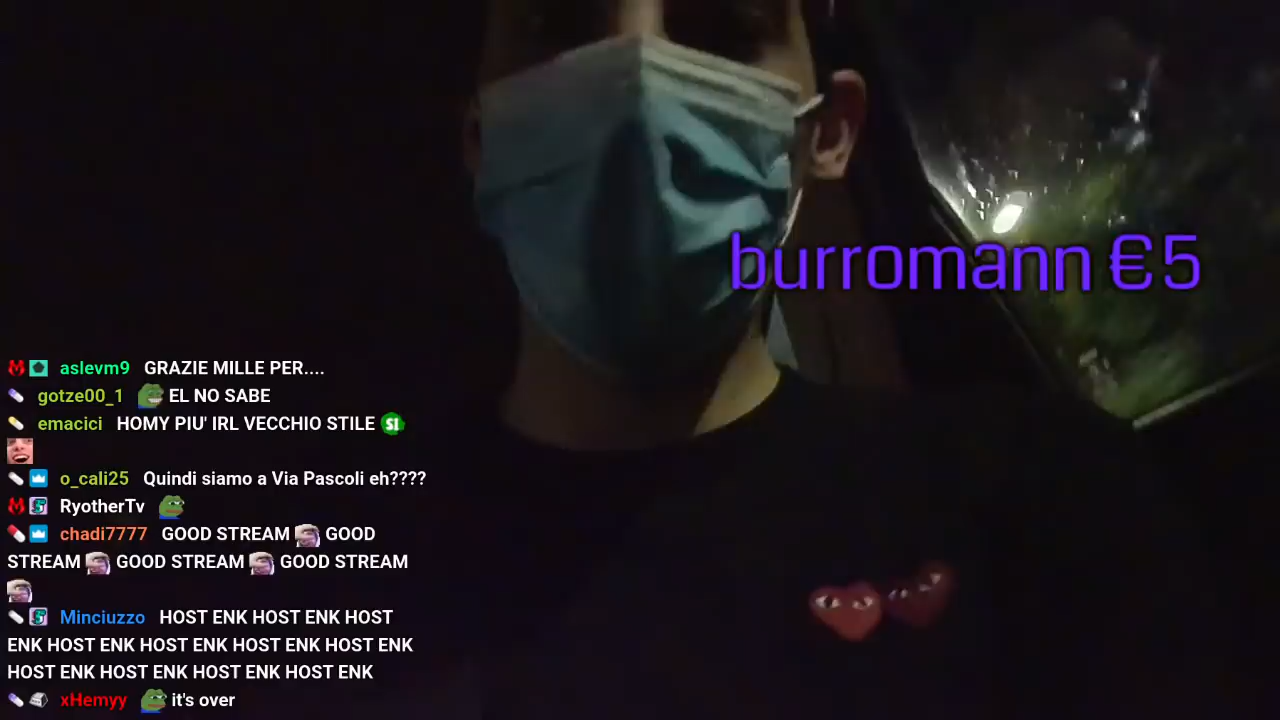 burromann €5
aslevm9 GRAZIE MILLE PER....
gotze00_1 EL NO SABE
emacici HOMY PIU' IRL VECCHIO STILE S1
o_cali25 Quindi siamo a Via Pascoli eh????
RyotherTv
chadi7777 GOOD STREAM GOOD
STREAM GOOD STREAM GOOD STREAM
Minciuzzo HOST ENK HOST ENK HOST
ENK HOST ENK HOST ENK HOST ENK HOST ENK
HOST ENK HOST ENK HOST ENK HOST ENK
xHemyy it's over